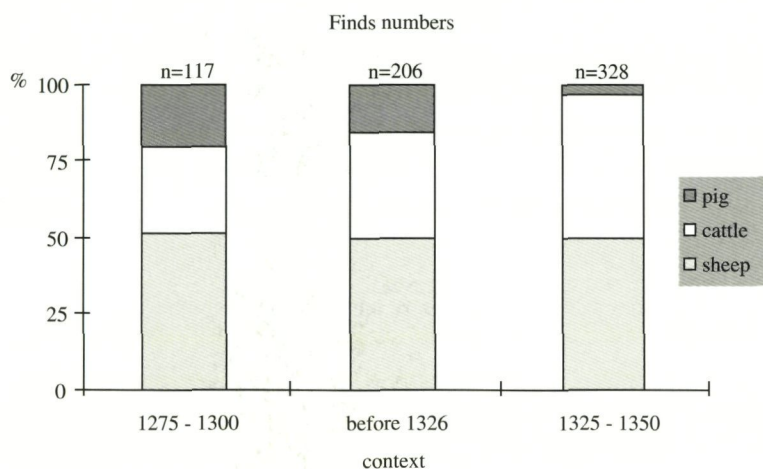 Finds numbers
n=117 n=206 n=328
% 100
75
50
25
0
pig
cattle
sheep
1275 - 1300 before 1326 1325 - 1350
context